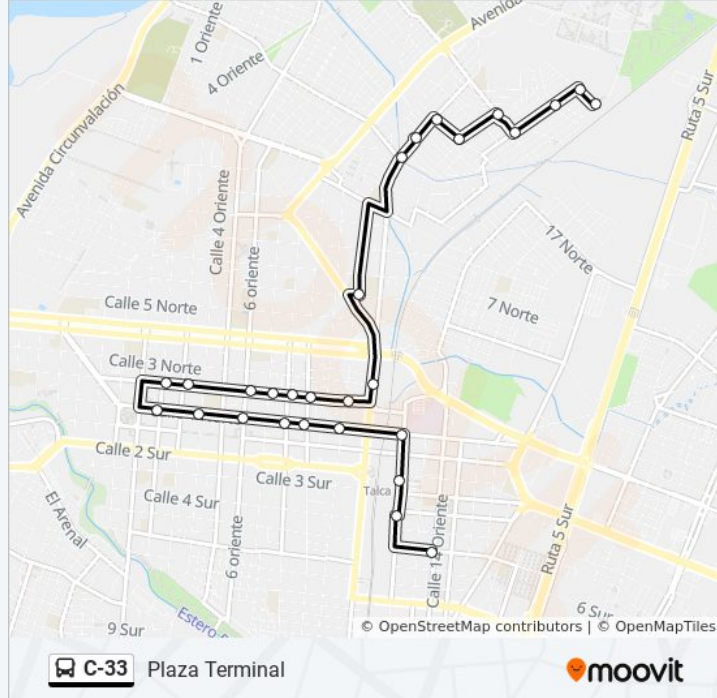 Avenida
1 Oriente
4 Oriente
Ruta 5 Sur
Avenida Circunvalación
Calle 4 Oriente
6 oriente
17 Norte
Calle 5 Norte
7 Norte
Calle 3 Norte
Calle 2 Sur
Calle 3 Sur
Talca
Calle 4 Sur
El Arenal
6 oriente
Calle 14 Oriente
Ruta 5 Sur
9 Sur
Estero
6 Sur
© OpenStreetMap contributors | © OpenMapTiles
C-33 Plaza Terminal
moovit